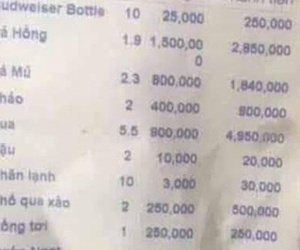 udweiser Bottle 10 25,000 250,000
á Hồng 1.9 1,500,000 2,850,000
á Mú 2.3 800,000 1,840,000
hảo 2 400,000 800,000
ua 5.5 900,000 4,950,000
ậu 2 10,000 20,000
hăn lạnh 10 3,000 30,000
hổ qua xào 2 250,000 500,000
ồng tơi 1 250,000 250,000